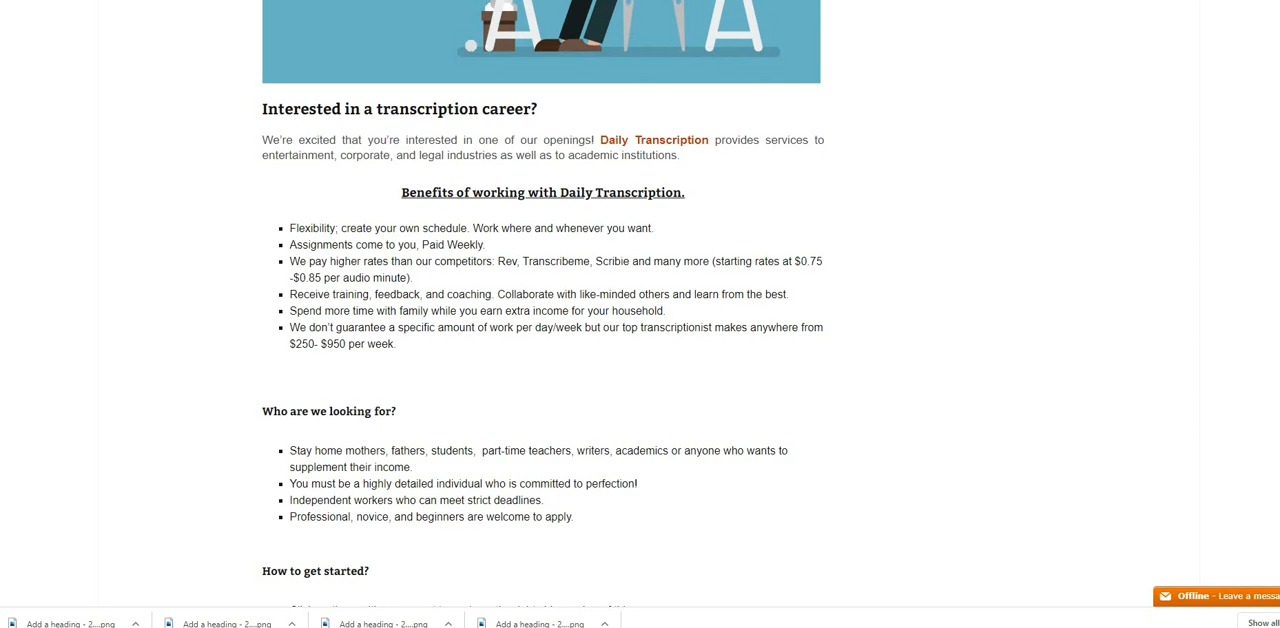 Interested in a transcription career?
We're excited that you're interested in one of our openings! Daily Transcription provides services to
entertainment, corporate, and legal industries as well as to academic institutions.
Benefits of working with Daily Transcription.
Flexibility; create your own schedule. Work where and whenever you want.
Assignments come to you, Paid Weekly.
We pay higher rates than our competitors: Rev, Transcribeme, Scribie and many more (starting rates at $0.75
-$0.85 per audio minute).
Receive training, feedback, and coaching. Collaborate with like-minded others and learn from the best.
Spend more time with family while you earn extra income for your household.
We don't guarantee a specific amount of work per day/week but our top transcriptionist makes anywhere from
$250- $950 per week.
Who are we looking for?
Stay home mothers, fathers, students, part-time teachers, writers, academics or anyone who wants to
supplement their income.
You must be a highly detailed individual who is committed to perfection!
Independent workers who can meet strict deadlines.
Professional, novice, and beginners are welcome to apply.
How to get started?
Offline - Leave a messa
Add a heading - 2....png Add a heading - 2....png Add a heading - 2....png Add a heading - 2....png Show all